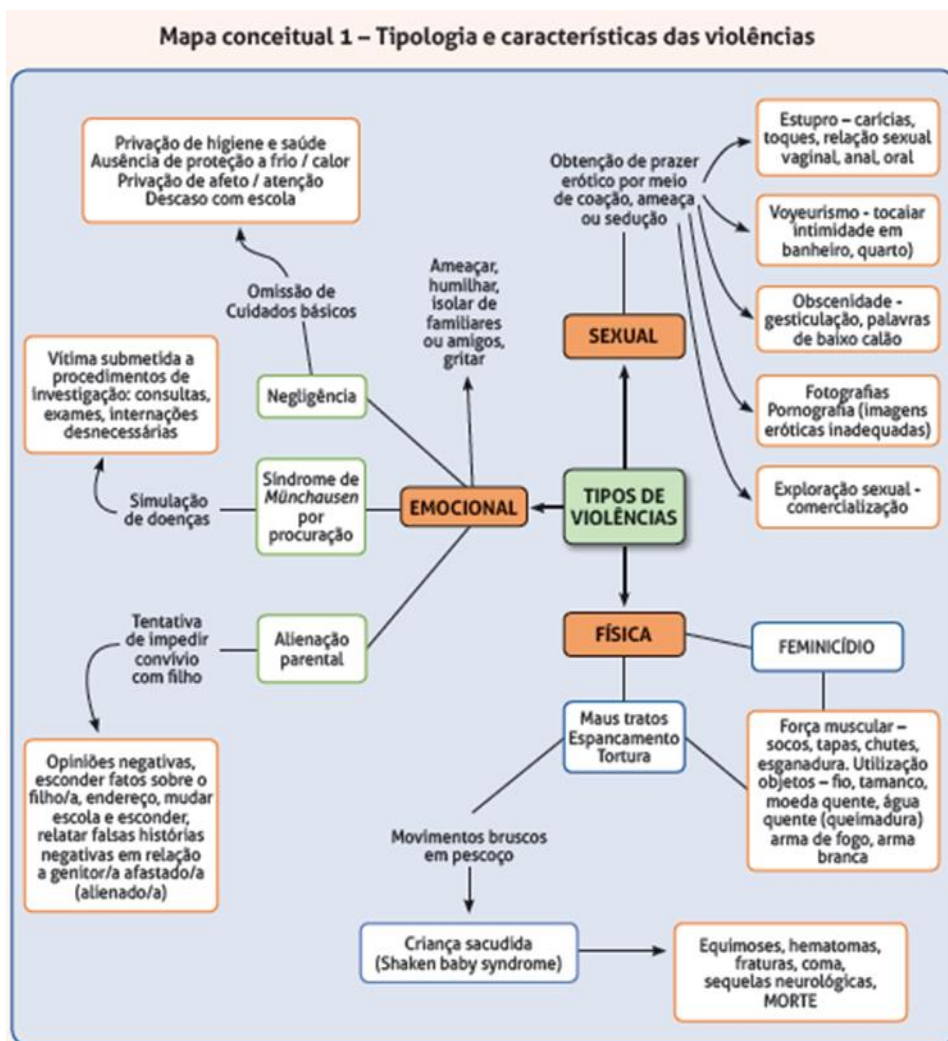 Mapa conceitual 1 – Tipologia e características das violências
Privação de higiene e saúde
Ausência de proteção a frio / calor
Privação de afeto / atenção
Descaso com escola
Omissão de
Cuidados básicos
Negligência
Vítima submetida a
procedimentos de
investigação: consultas,
exames, internações
desnecessárias
Simulação
de doenças
Síndrome de
Münchausen
por
procuração
Tentativa
de impedir
convívio
com filho
Alienação
parental
Opiniões negativas,
esconder fatos sobre o
filho/a, endereço, mudar
escola e esconder,
relatar falsas histórias
negativas em relação
a genitor/a afastado/a
(alienado/a)
Ameaçar,
humilhar,
isolar de
familiares
ou amigos,
gritar
EMOCIONAL
TIPOS DE
VIOLÊNCIAS
SEXUAL
Obtenção de prazer
erótico por meio
de coação, ameaça
ou sedução
Estupro – carícias,
toques, relação sexual
vaginal, anal, oral
Voyeurismo - tocaiar
intimidade em
banheiro, quarto)
Obscenidade -
gesticulação, palavras
de baixo calão
Fotografias
Pornografia (imagens
eróticas inadequadas)
Exploração sexual -
comercialização
FÍSICA
FEMINICÍDIO
Maus tratos
Espancamento
Tortura
Força muscular –
socos, tapas, chutes,
esganadura. Utilização
objetos – fio, tamanco,
moeda quente, água
quente (queimadura)
arma de fogo, arma
branca
Movimentos bruscos
em pescoço
Criança sacudida
(Shaken baby syndrome)
Equimoses, hematomas,
fraturas, coma,
sequelas neurológicas,
MORTE